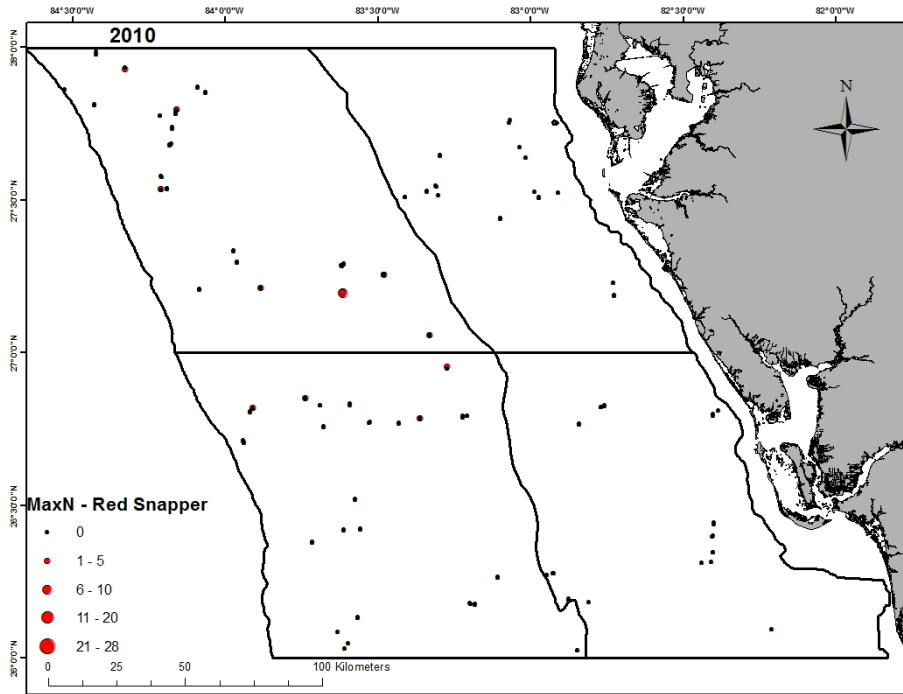 84°30'0"W 84°0'0"W 83°30'0"W 83°0'0"W 82°30'0"W 82°0'0"W
2010
28°0'0"N
N
27°30'0"N
27°0'0"N
26°30'0"N
MaxN - Red Snapper
0
1 - 5
6 - 10
11 - 20
21 - 28
26°0'0"N
0 25 50 100 Kilometers